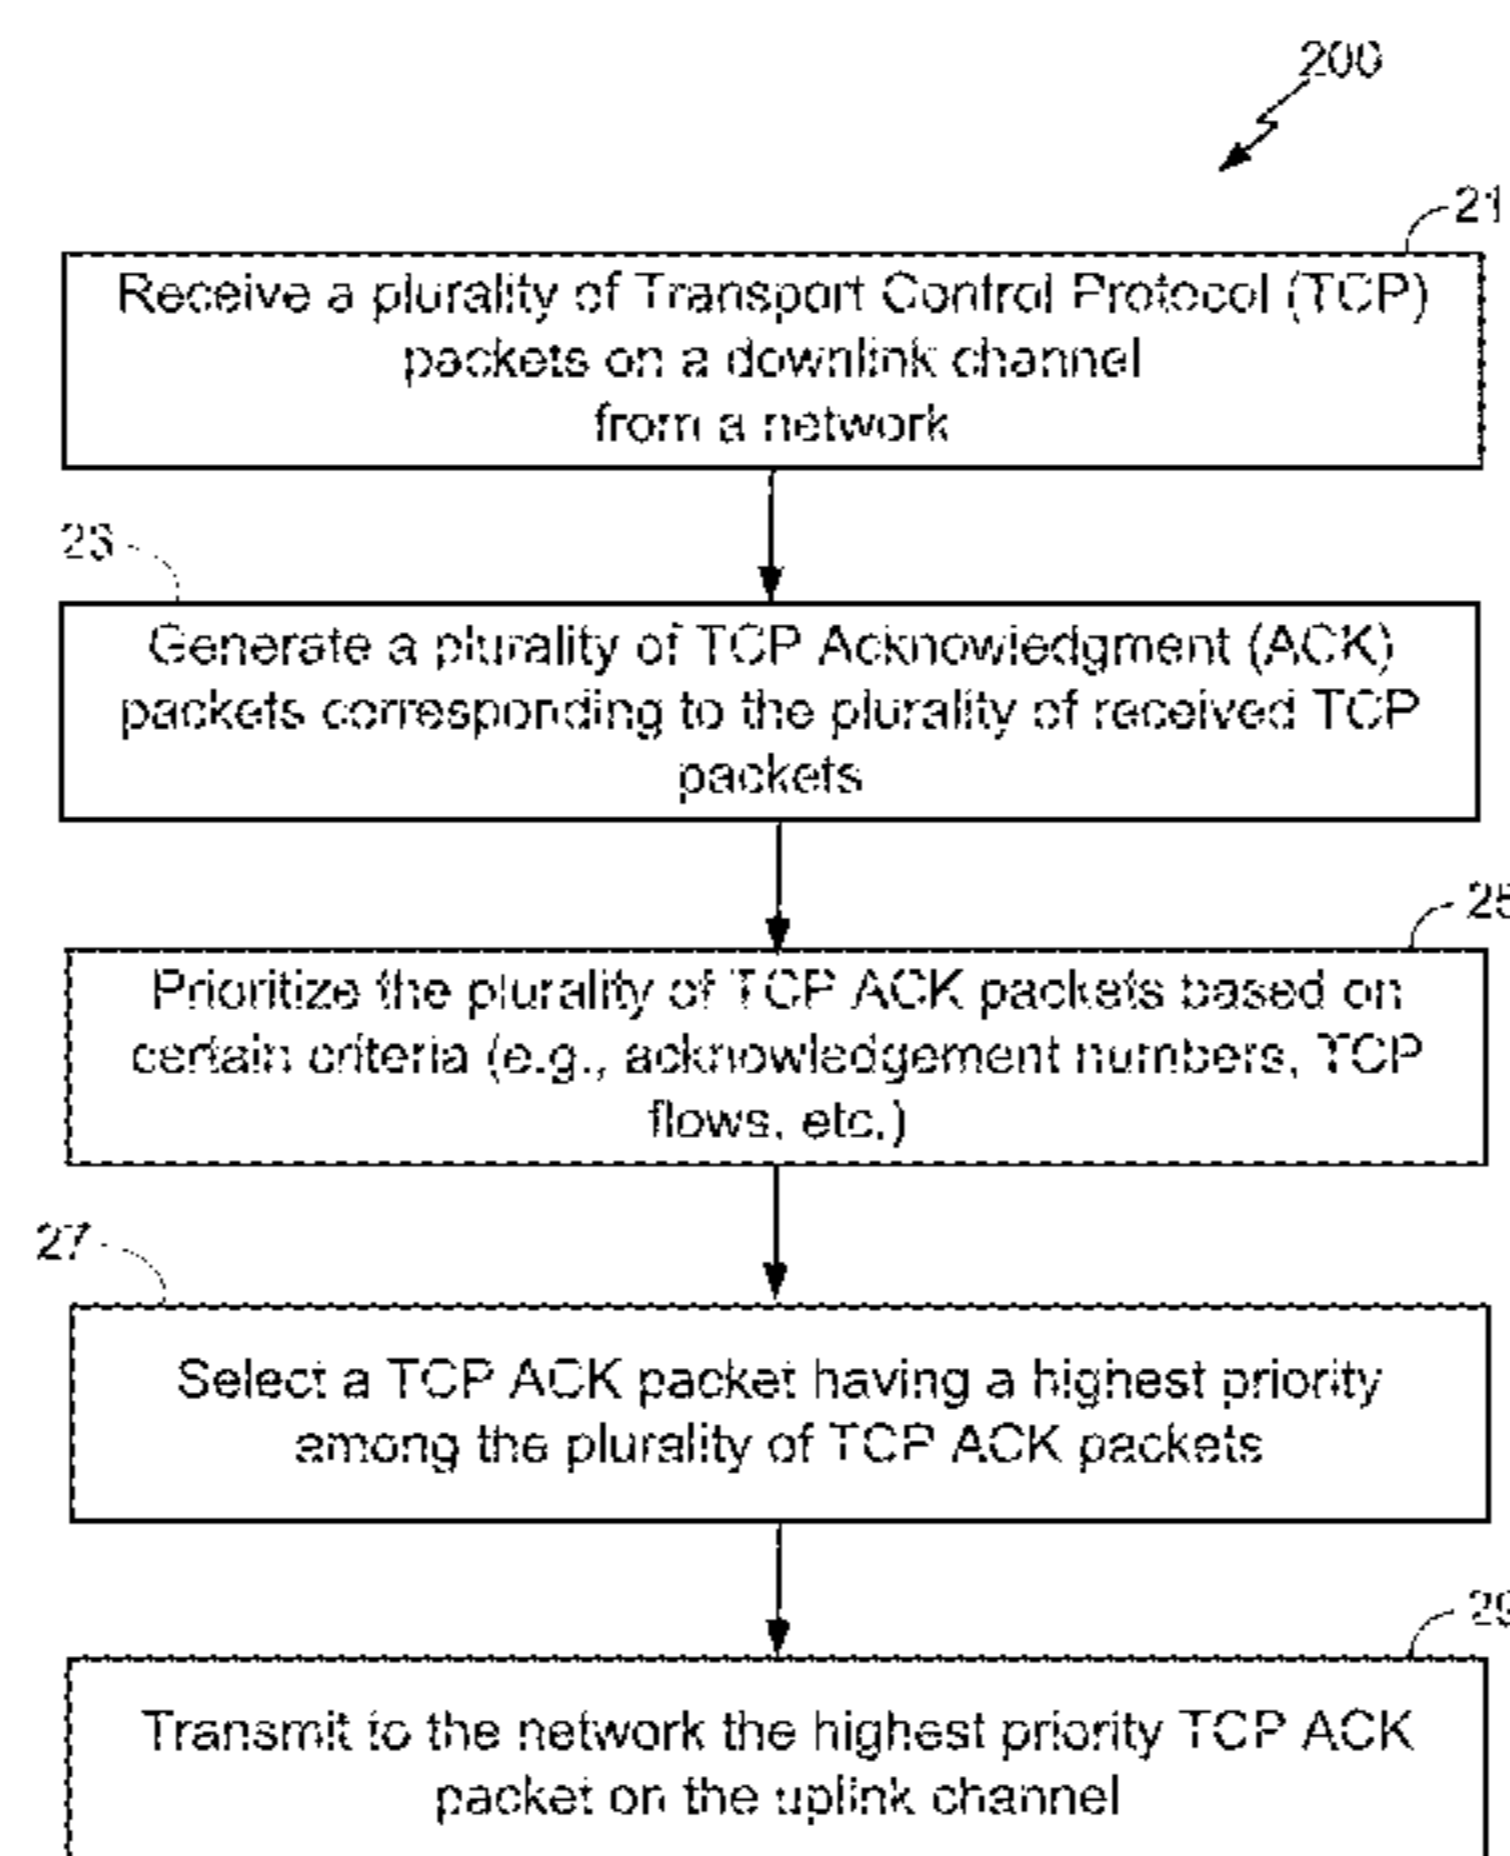 200
21
Receive a plurality of Transport Control Protocol (TCP)
packets on a downlink channel
from a network
23
Generate a plurality of TCP Acknowledgment (ACK)
packets corresponding to the plurality of received TCP
packets
25
Prioritize the plurality of TCP ACK packets based on
certain criteria (e.g., acknowledgement numbers, TCP
flows, etc.)
27
Select a TCP ACK packet having a highest priority
among the plurality of TCP ACK packets
29
Transmit to the network the highest priority TCP ACK
packet on the uplink channel